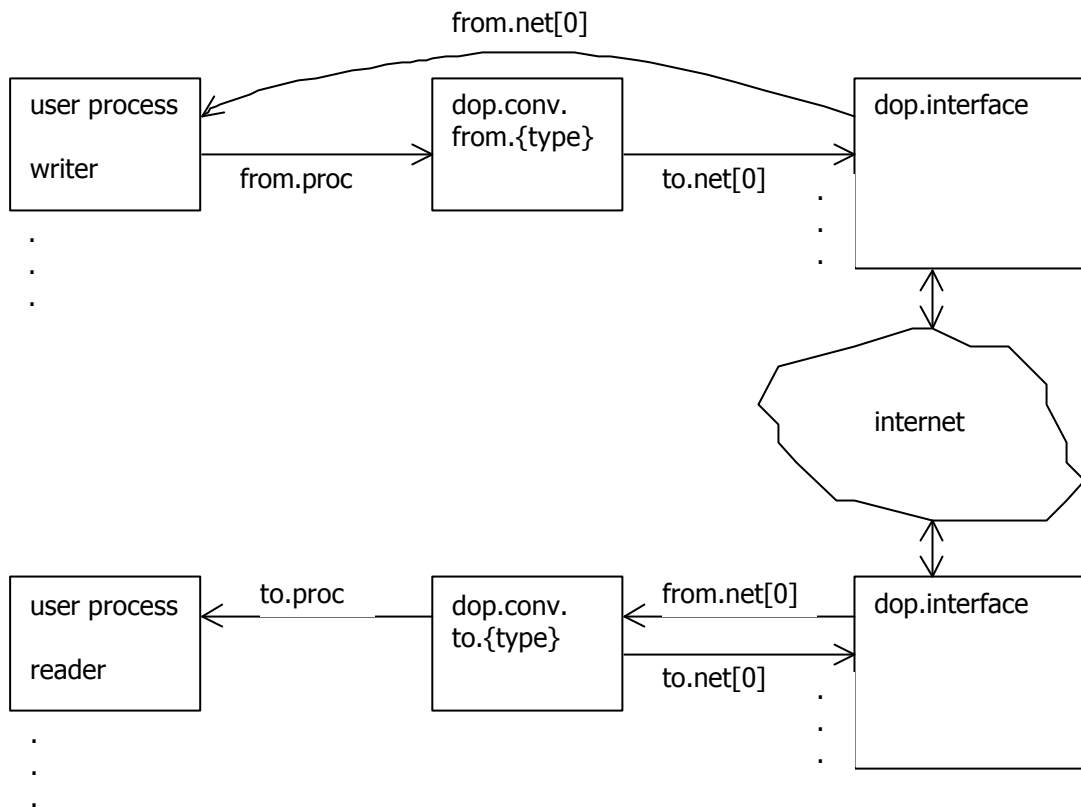 from.net[0]
user process
writer
from.proc
dop.conv.
from.{type}
to.net[0]
dop.interface
.
.
.
.
.
.
internet
user process
reader
to.proc
dop.conv.
to.{type}
from.net[0]
to.net[0]
dop.interface
.
.
.
.
.
.